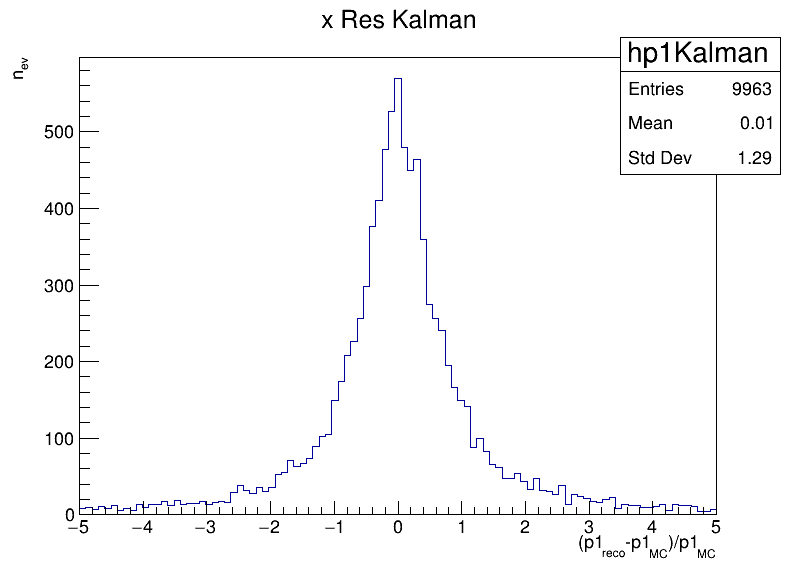 x Res Kalman
hp1Kalman
Entries 9963
Mean 0.01
Std Dev 1.29
n_ev
500
400
300
200
100
0
−5 −4 −3 −2 −1 0 1 2 3 4 5
(p1_reco-p1_MC)/p1_MC